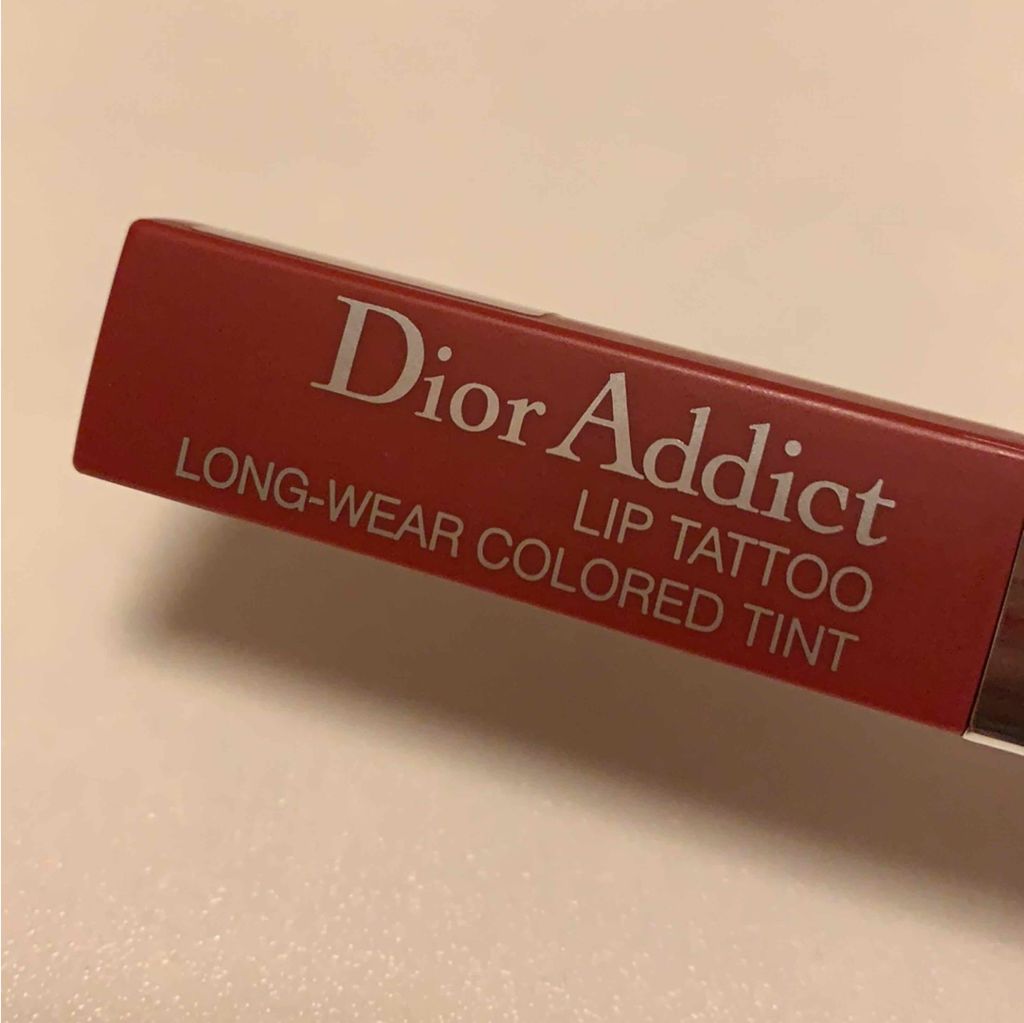 Dior Addict
LIP TATTOO
LONG-WEAR COLORED TINT